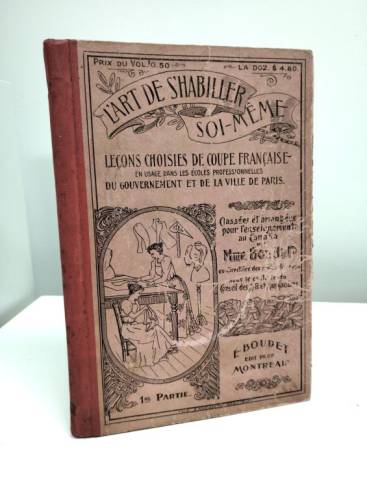 PRIX DU VOL. 0.50 LA DOZ. $ 4.80.
L'ART DE S'HABILLER
SOI-MÊME
LEÇONS CHOISIES DE COUPE FRANÇAISE-
EN USAGE DANS LES ÉCOLES PROFESSIONNELLES
DU GOUVERNEMENT ET DE LA VILLE DE PARIS.
Classées et arrangées
pour l'enseignement
au Canada
Mme
E. BOUDET
MONTREAL
1re PARTIE